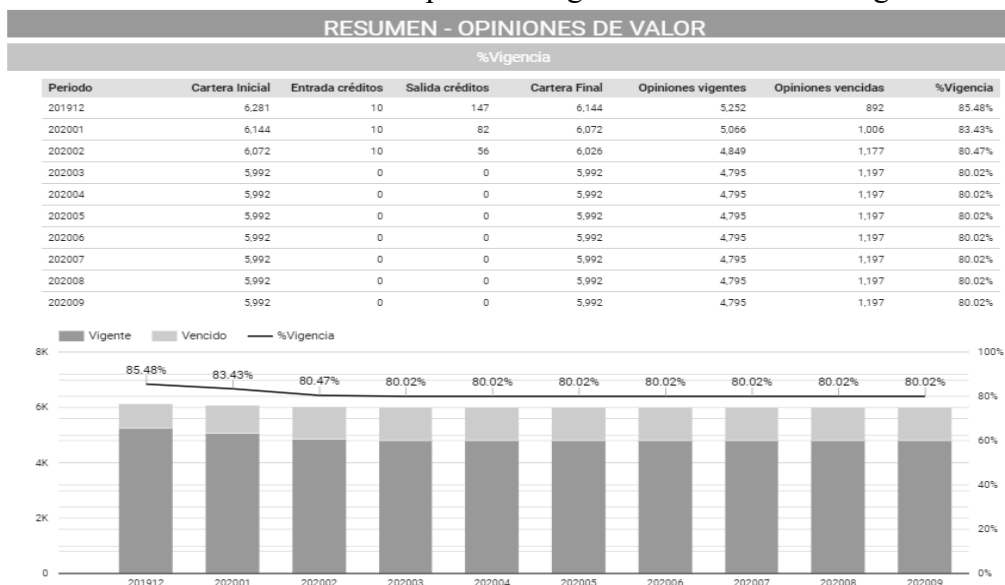 RESUMEN - OPINIONES DE VALOR
%Vigencia
Periodo Cartera Inicial Entrada créditos Salida créditos Cartera Final Opiniones vigentes Opiniones vencidas %Vigencia
201912 6,281 10 147 6,144 5,252 892 85.48%
202001 6,144 10 82 6,072 5,066 1,006 83.43%
202002 6,072 10 56 6,026 4,849 1,177 80.47%
202003 5,992 0 0 5,992 4,795 1,197 80.02%
202004 5,992 0 0 5,992 4,795 1,197 80.02%
202005 5,992 0 0 5,992 4,795 1,197 80.02%
202006 5,992 0 0 5,992 4,795 1,197 80.02%
202007 5,992 0 0 5,992 4,795 1,197 80.02%
202008 5,992 0 0 5,992 4,795 1,197 80.02%
202009 5,992 0 0 5,992 4,795 1,197 80.02%
Vigente Vencido %Vigencia
8K 100%
85.48% 83.43% 80.47% 80.02% 80.02% 80.02% 80.02% 80.02% 80.02% 80.02%
6K 80%
60%
4K
40%
2K
20%
0 0%
201912 202001 202002 202003 202004 202005 202006 202007 202008 202009